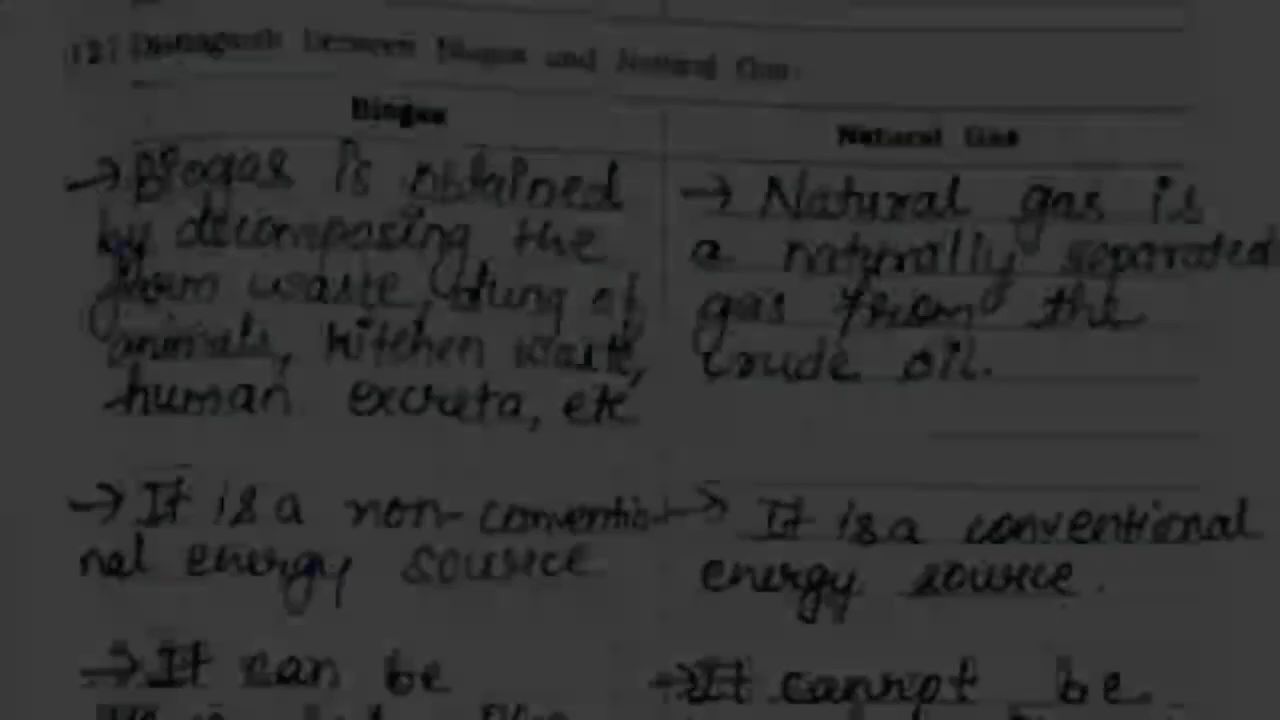 (2) Distinguish between Biogas and Natural Gas.
Biogas
→ Biogas is obtained
by decomposing the
farm waste, dung of
animals, kitchen waste,
human excreta, etc
→ It is a non-conventio-
nal energy source
→ It can be
Natural Gas
→ Natural gas is
a naturally separated
gas from the
crude oil.
→ It is a conventional
energy source.
→ It cannot be